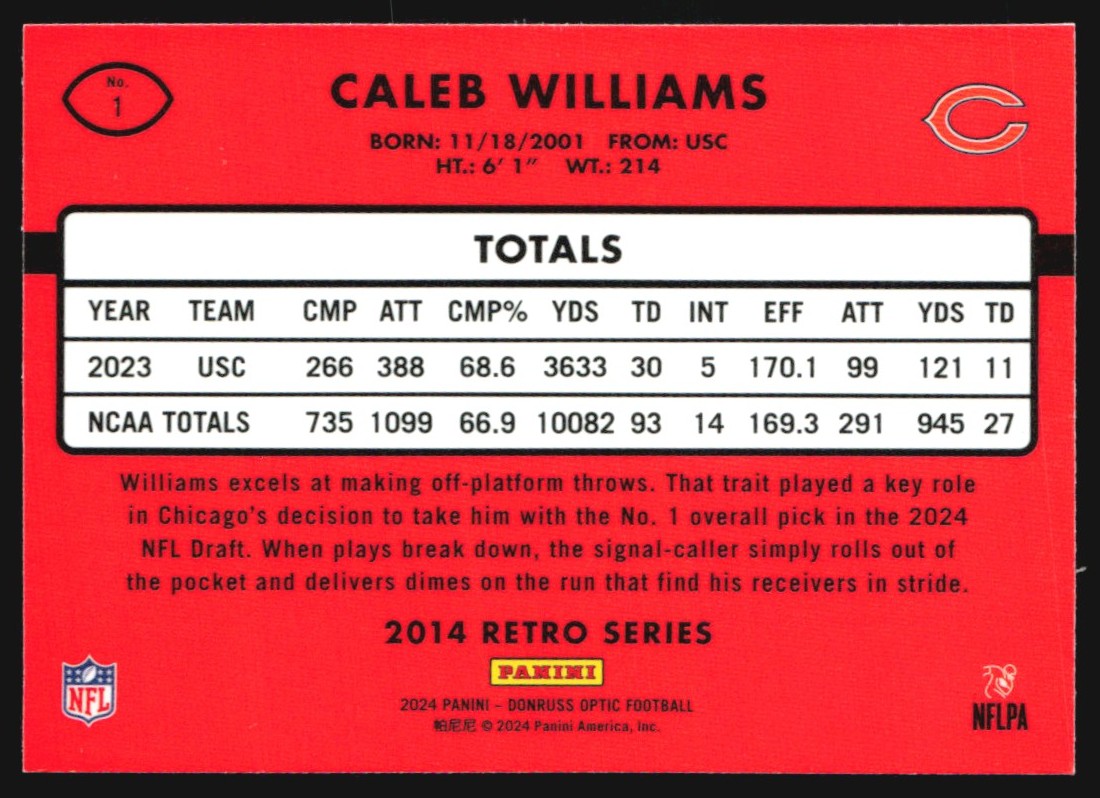 No.
1
CALEB WILLIAMS
BORN: 11/18/2001 FROM: USC
HT.: 6' 1" WT.: 214
TOTALS
YEAR TEAM CMP ATT CMP% YDS TD INT EFF ATT YDS TD
2023 USC 266 388 68.6 3633 30 5 170.1 99 121 11
NCAA TOTALS 735 1099 66.9 10082 93 14 169.3 291 945 27
Williams excels at making off-platform throws. That trait played a key role
in Chicago's decision to take him with the No. 1 overall pick in the 2024
NFL Draft. When plays break down, the signal-caller simply rolls out of
the pocket and delivers dimes on the run that find his receivers in stride.
2014 RETRO SERIES
PANINI
2024 PANINI – DONRUSS OPTIC FOOTBALL
帕尼尼 © 2024 Panini America, Inc.
NFL
NFLPA